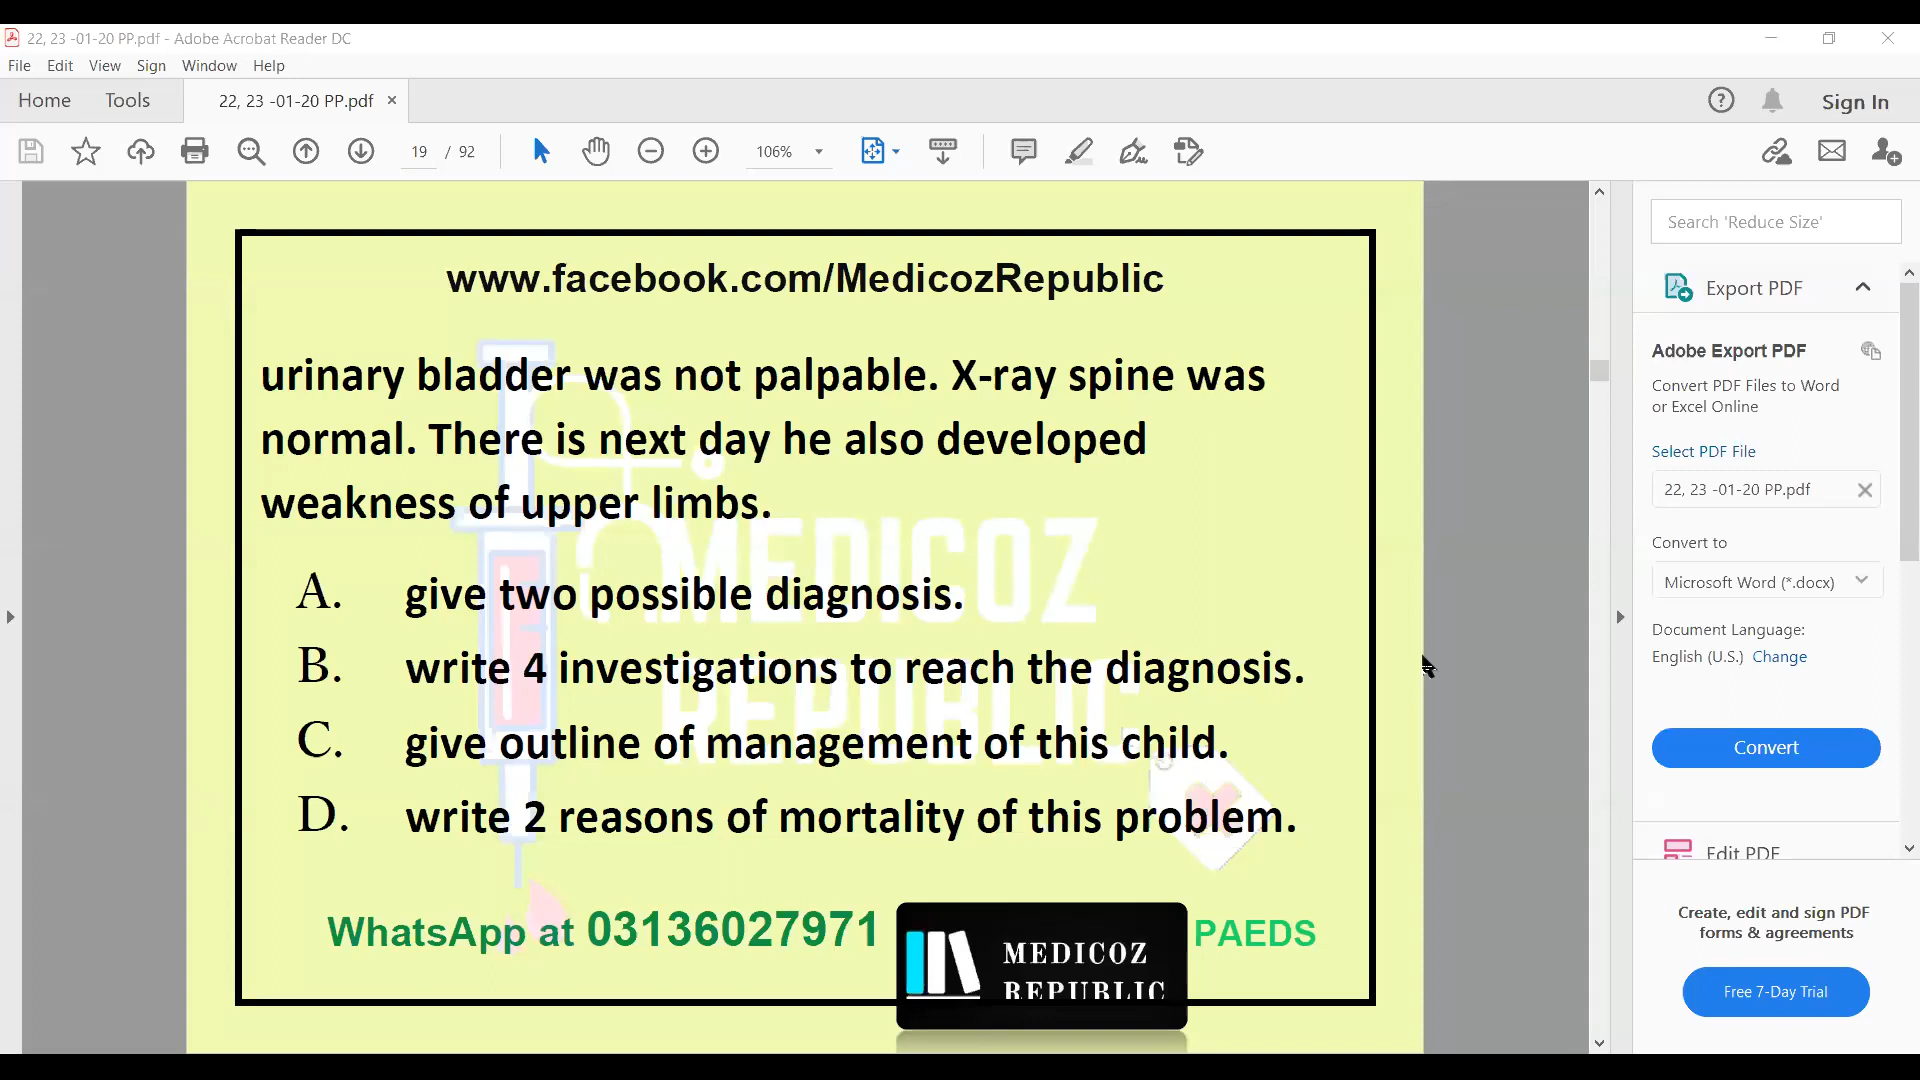 22, 23 -01-20 PP.pdf - Adobe Acrobat Reader DC
File Edit View Sign Window Help
Home Tools 22, 23 -01-20 PP.pdf × Sign In
19 / 92 106%
www.facebook.com/MedicozRepublic
urinary bladder was not palpable. X-ray spine was
normal. There is next day he also developed
weakness of upper limbs.
A. give two possible diagnosis.
B. write 4 investigations to reach the diagnosis.
C. give outline of management of this child.
D. write 2 reasons of mortality of this problem.
MEDICOZ
REPUBLIC
WhatsApp at 03136027971 PAEDS
MEDICOZ
REPUBLIC
Search 'Reduce Size'
Export PDF
Adobe Export PDF
Convert PDF Files to Word
or Excel Online
Select PDF File
22, 23 -01-20 PP.pdf
Convert to
Microsoft Word (*.docx)
Document Language:
English (U.S.) Change
Convert
Edit PDF
Create, edit and sign PDF
forms & agreements
Free 7-Day Trial